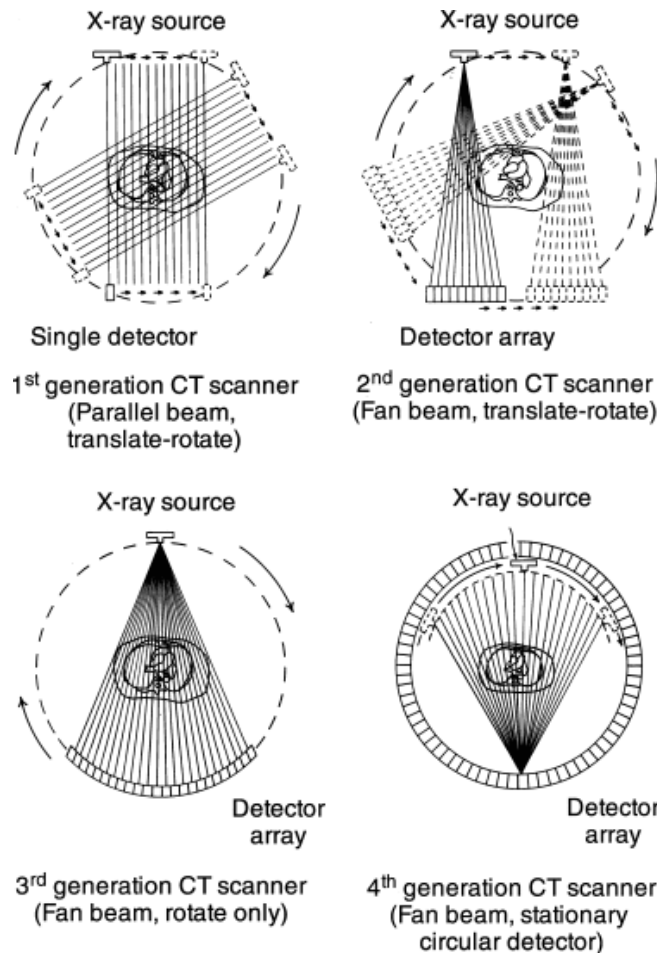 X-ray source
X-ray source
Single detector
Detector array
1st generation CT scanner
(Parallel beam,
translate-rotate)
2nd generation CT scanner
(Fan beam, translate-rotate)
X-ray source
X-ray source
Detector
array
Detector
array
3rd generation CT scanner
(Fan beam, rotate only)
4th generation CT scanner
(Fan beam, stationary
circular detector)